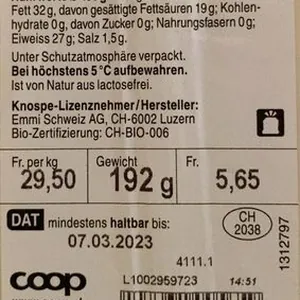 Fett 32g, davon gesättigte Fettsäuren 19g; Kohlen-
hydrate 0g, davon Zucker 0g; Nahrungsfasern 0g;
Eiweiss 27g; Salz 1,5g.
Unter Schutzatmosphäre verpackt.
Bei höchstens 5°C aufbewahren.
Ist von Natur aus lactosefrei.
Knospe-Lizenznehmer/Hersteller:
Emmi Schweiz AG, CH-6002 Luzern
Bio-Zertifizierung: CH-BIO-006
Fr. per kg Gewicht Fr.
29,50 192 g 5,65
DAT mindestens haltbar bis:
07.03.2023
CH
2038
1312797
4111.1
coop
L1002959723 14:51